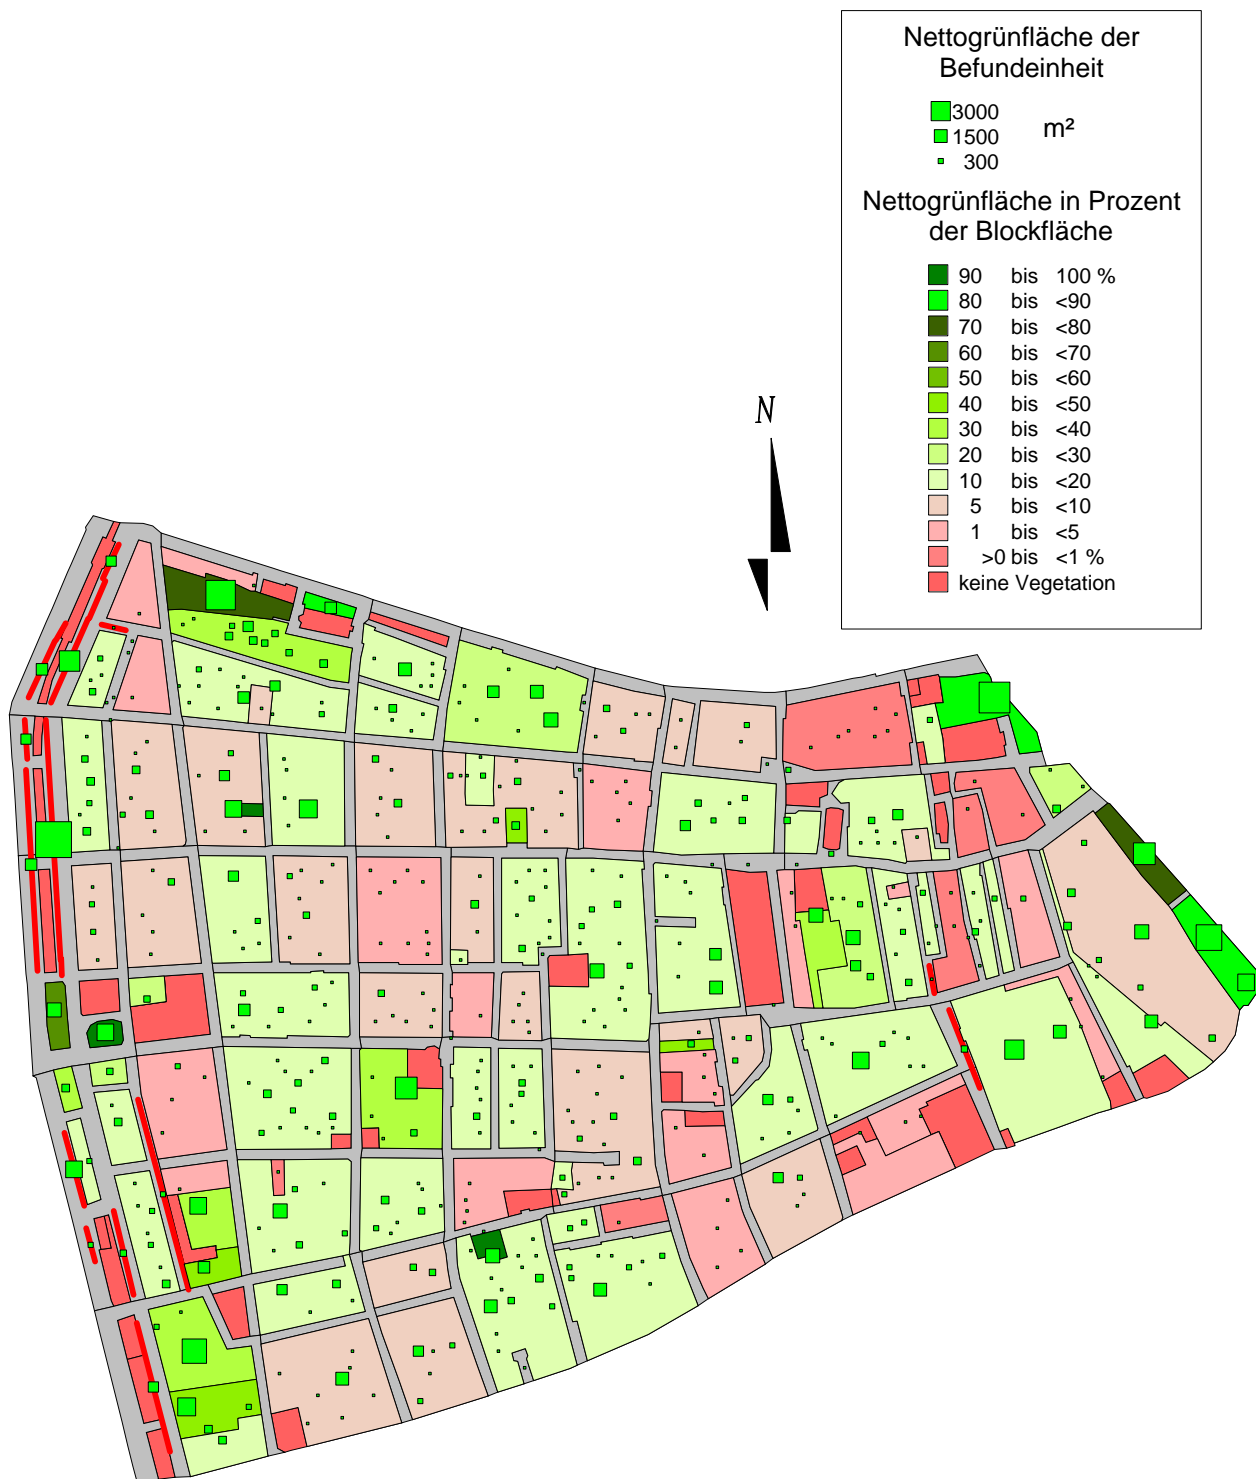 Nettogrünfläche der
Befundeinheit
3000
1500 m²
300
Nettogrünfläche in Prozent
der Blockfläche
90 bis 100 %
80 bis <90
70 bis <80
60 bis <70
50 bis <60
40 bis <50
30 bis <40
20 bis <30
10 bis <20
5 bis <10
1 bis <5
>0 bis <1 %
keine Vegetation
N